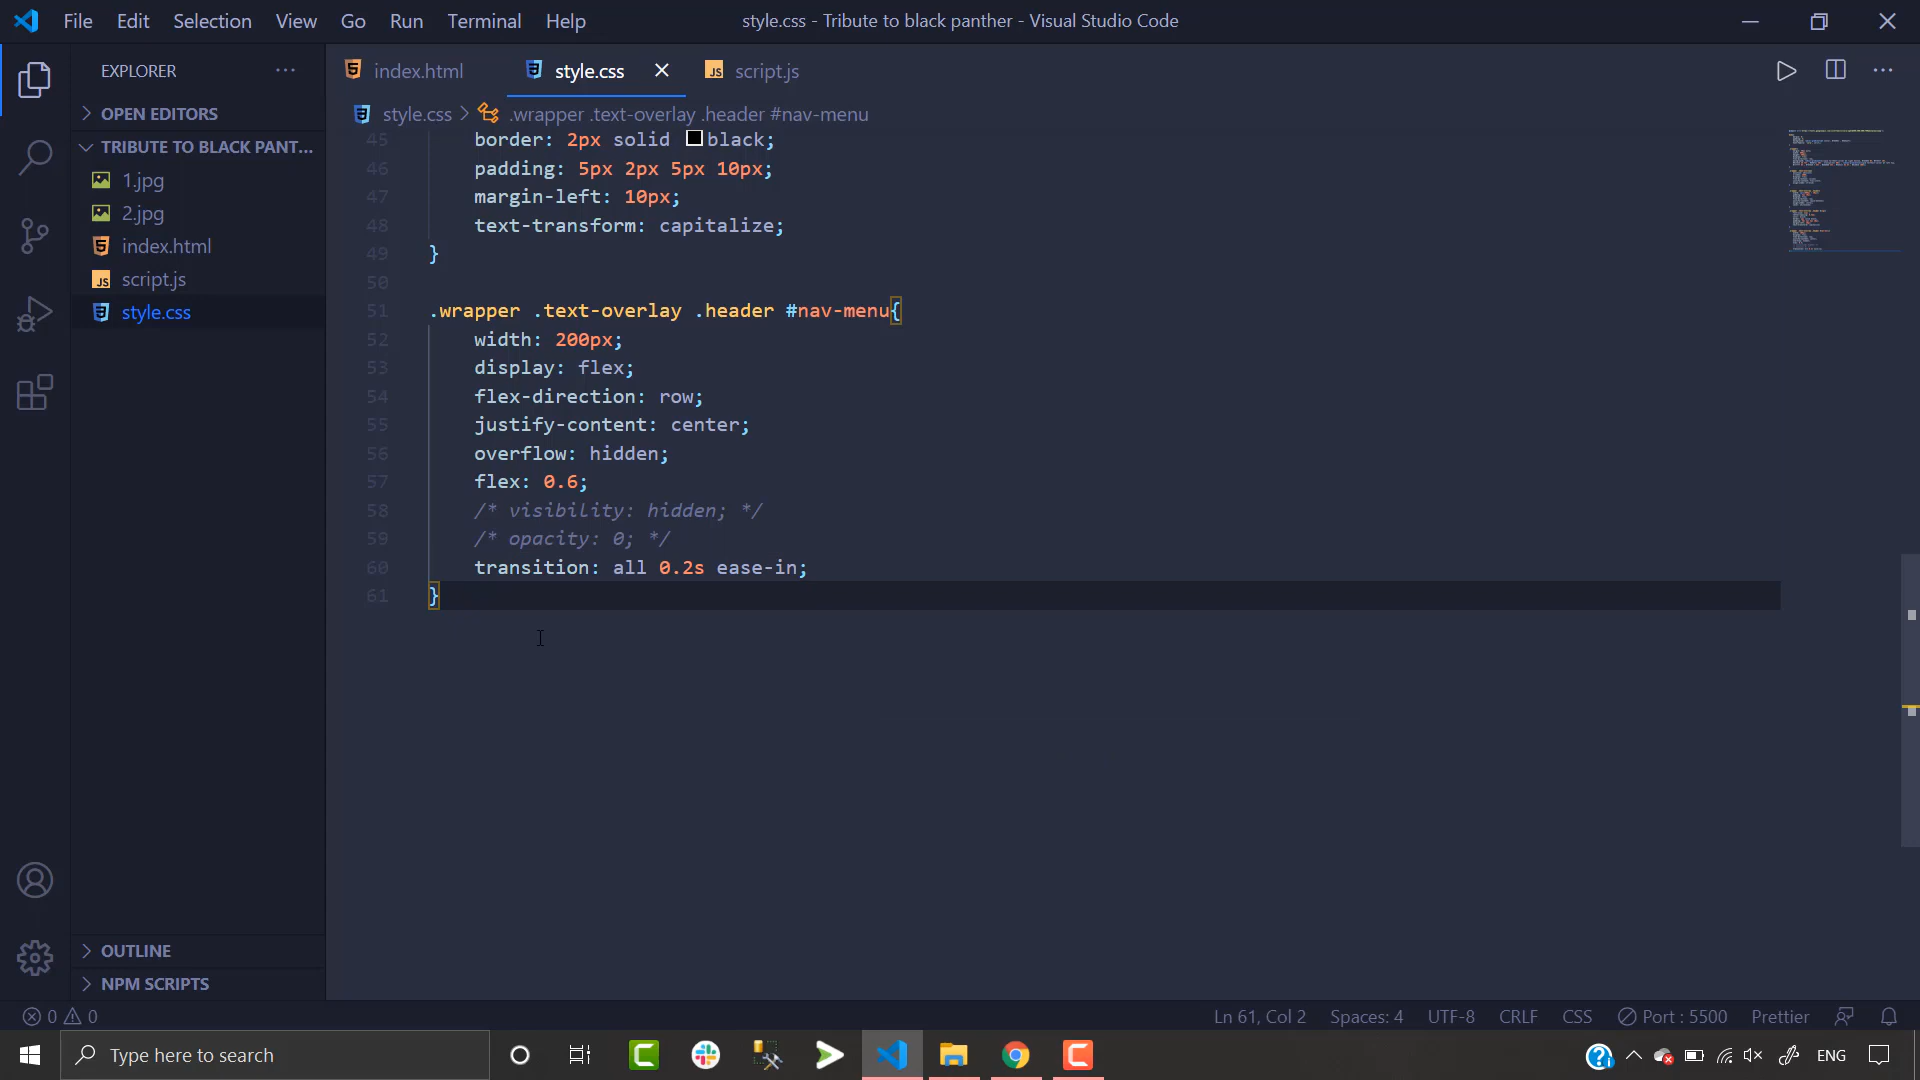 File Edit Selection View Go Run Terminal Help
style.css - Tribute to black panther - Visual Studio Code
EXPLORER
OPEN EDITORS
TRIBUTE TO BLACK PANT...
1.jpg
2.jpg
index.html
script.js
style.css
OUTLINE
NPM SCRIPTS
index.html
style.css
JS script.js
style.css > .wrapper .text-overlay .header #nav-menu
45 border: 2px solid black;
46 padding: 5px 2px 5px 10px;
47 margin-left: 10px;
48 text-transform: capitalize;
49 }
50
51 .wrapper .text-overlay .header #nav-menu{
52 width: 200px;
53 display: flex;
54 flex-direction: row;
55 justify-content: center;
56 overflow: hidden;
57 flex: 0.6;
58 /* visibility: hidden; */
59 /* opacity: 0; */
60 transition: all 0.2s ease-in;
61 }
0 0
Ln 61, Col 2 Spaces: 4 UTF-8 CRLF CSS Port : 5500 Prettier
Type here to search
ENG